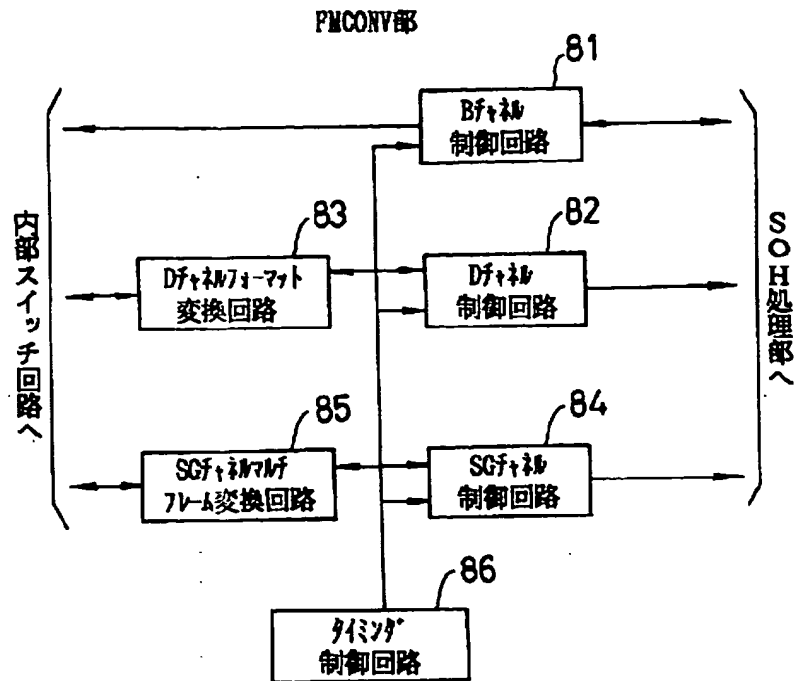 FMCONV部
81
Bチャネル
制御回路
83
82
Dチャネルフォーマット
変換回路
Dチャネル
制御回路
内部スイッチ回路へ
SOH処理部へ
85
84
SGチャネルマルチ
フレーム変換回路
SGチャネル
制御回路
86
タイミング
制御回路